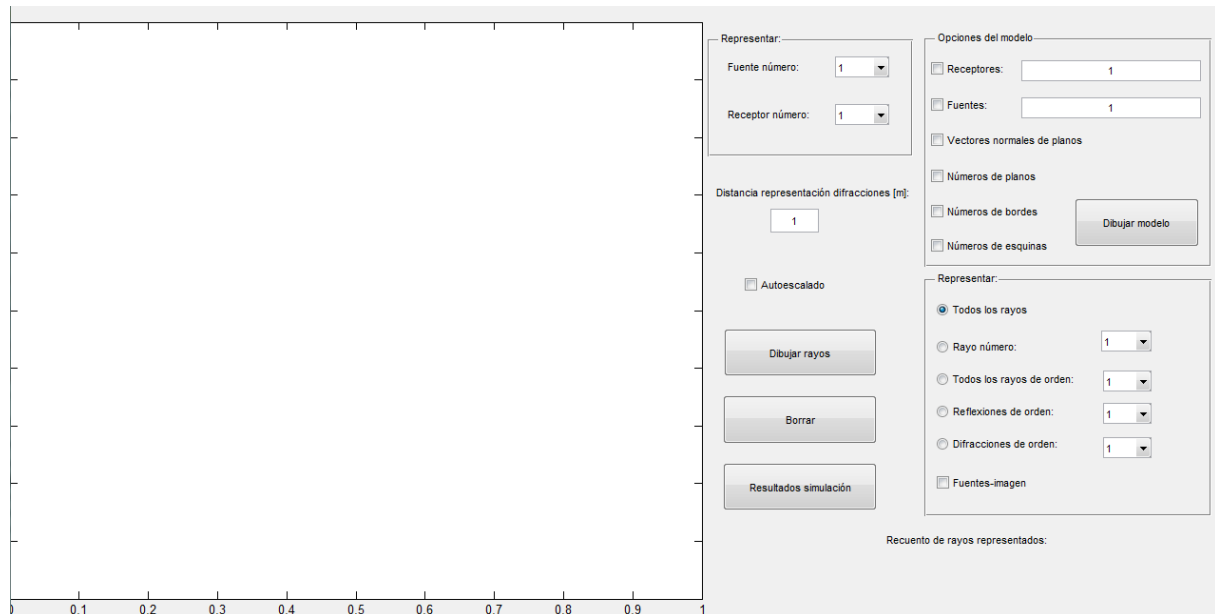 Representar:
Fuente número:
1
Receptor número:
1
Distancia representación difracciones [m]:
1
Autoescalado
Dibujar rayos
Borrar
Resultados simulación
Opciones del modelo
Receptores:
1
Fuentes:
1
Vectores normales de planos
Números de planos
Números de bordes
Números de esquinas
Dibujar modelo
Representar:
Todos los rayos
Rayo número:
1
Todos los rayos de orden:
1
Reflexiones de orden:
1
Difracciones de orden:
1
Fuentes-imagen
Recuento de rayos representados:
0 0.1 0.2 0.3 0.4 0.5 0.6 0.7 0.8 0.9 1